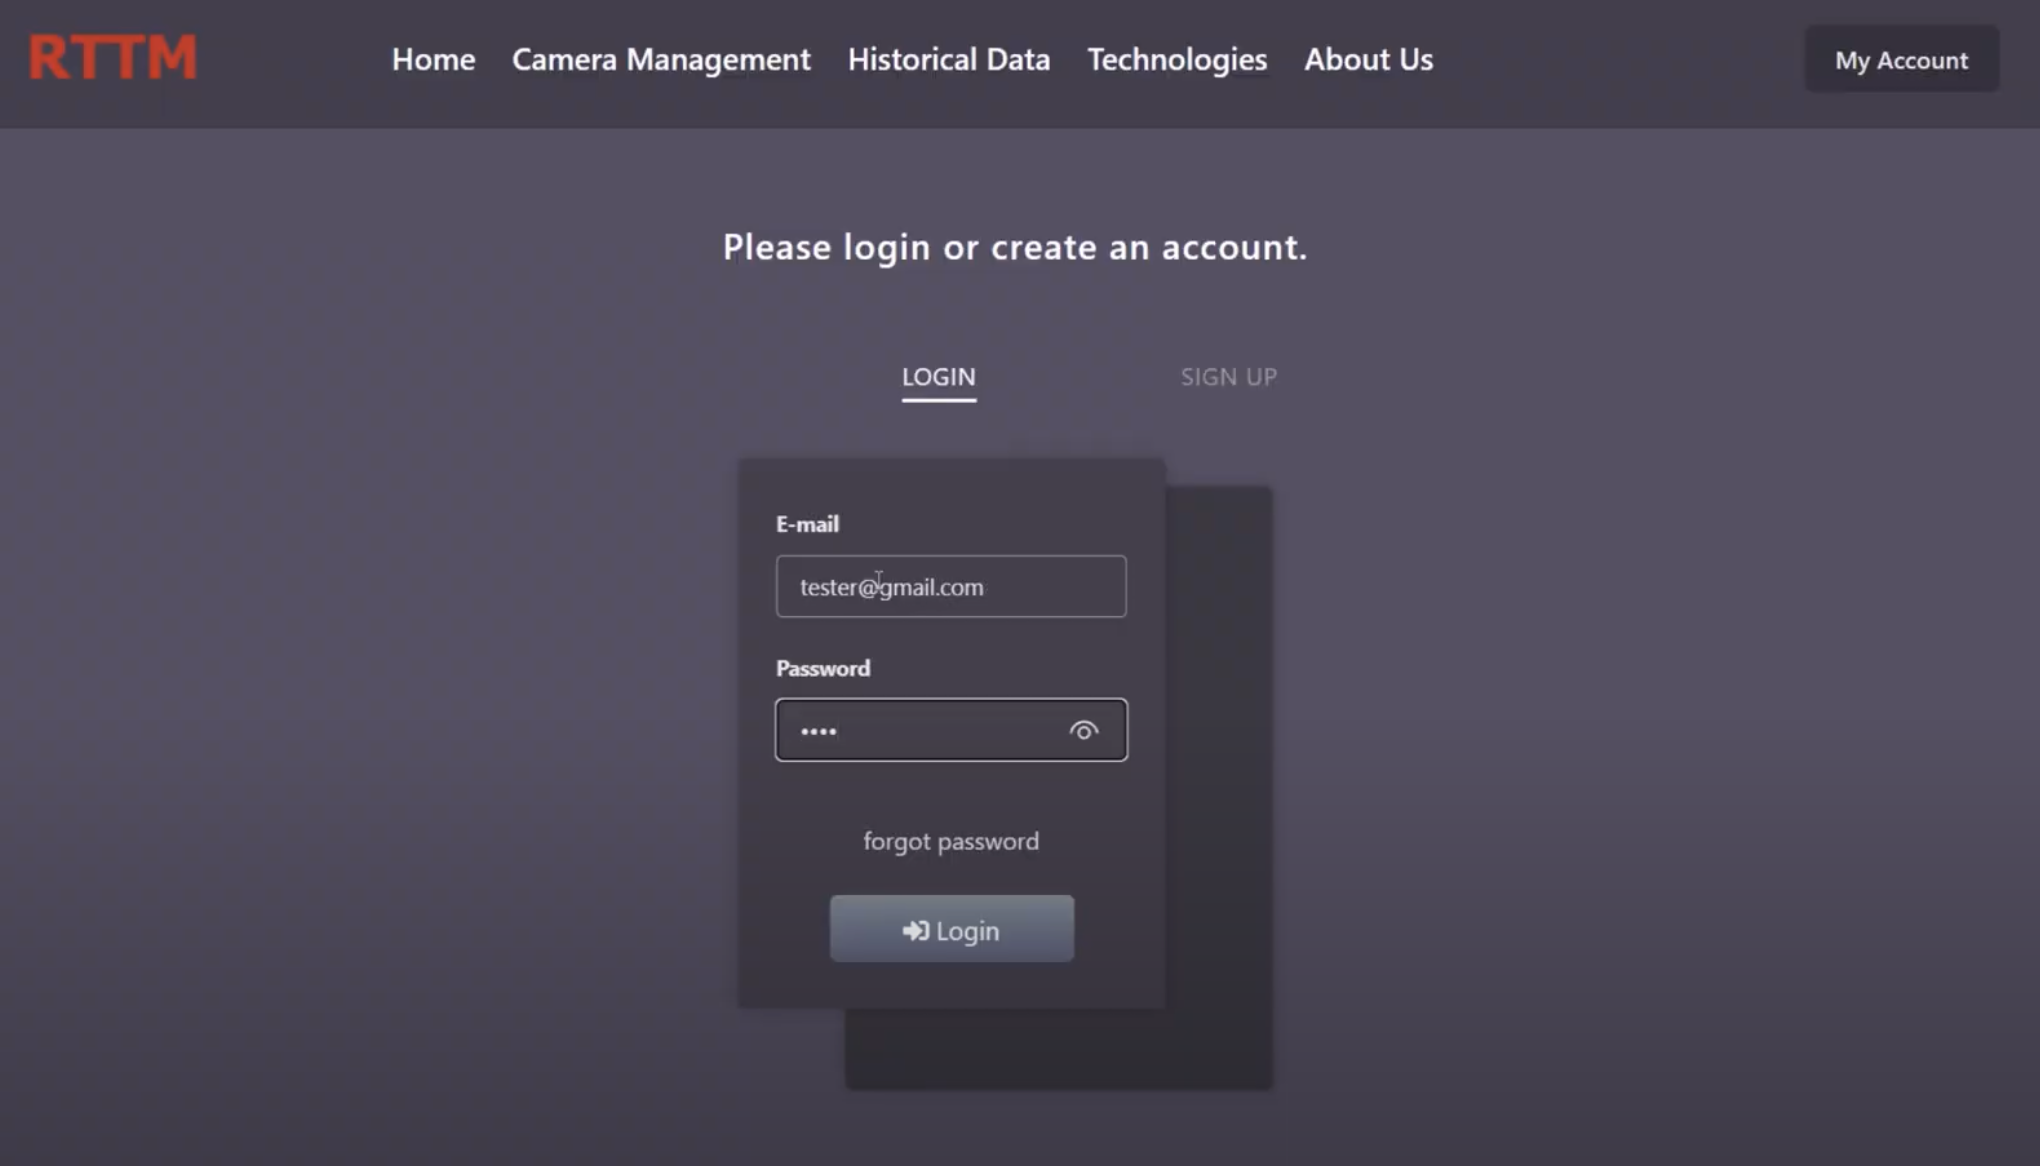 RTTM
Home Camera Management Historical Data Technologies About Us My Account
Please login or create an account.
LOGIN SIGN UP
E-mail
tester@gmail.com
Password
••••
forgot password
Login